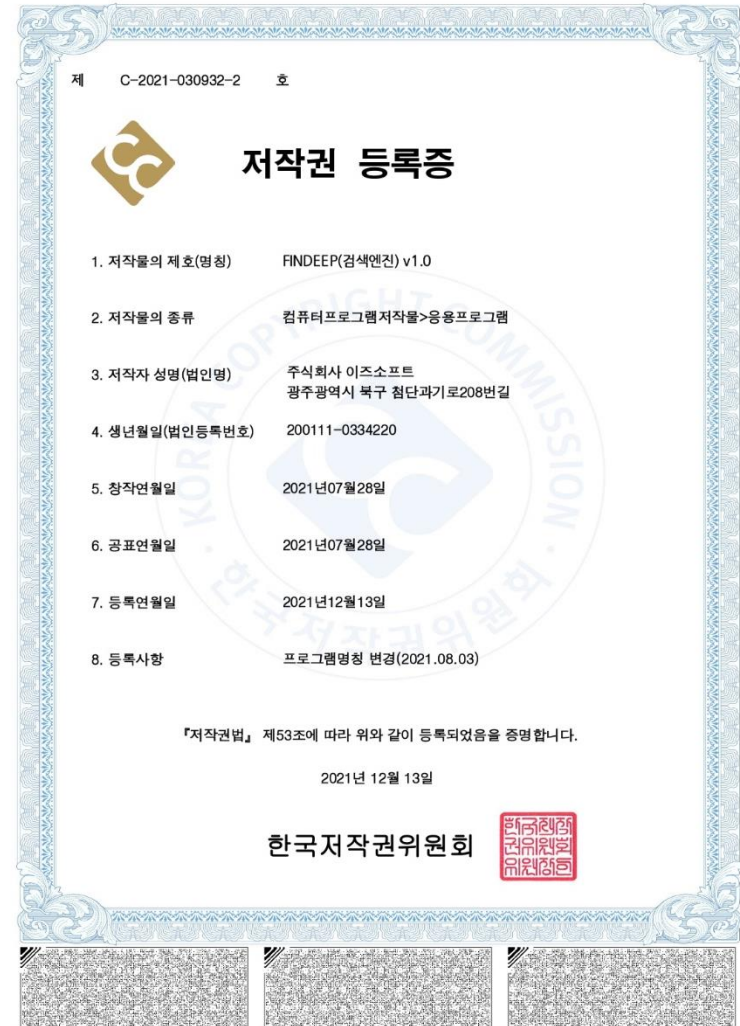 제 C-2021-030932-2 호
저작권 등록증
1. 저작물의 제호(명칭) FINDEEP(검색엔진) v1.0
2. 저작물의 종류 컴퓨터프로그램저작물>응용프로그램
3. 저작자 성명(법인명) 주식회사 이즈소프트
광주광역시 북구 첨단과기로208번길
4. 생년월일(법인등록번호) 200111-0334220
5. 창작연월일 2021년07월28일
6. 공표연월일 2021년07월28일
7. 등록연월일 2021년12월13일
8. 등록사항 프로그램명칭 변경(2021.08.03)
『저작권법』 제53조에 따라 위와 같이 등록되었음을 증명합니다.
2021년 12월 13일
한국저작권위원회
KOREA COPYRIGHT COMMISSION
한국저작권위원회